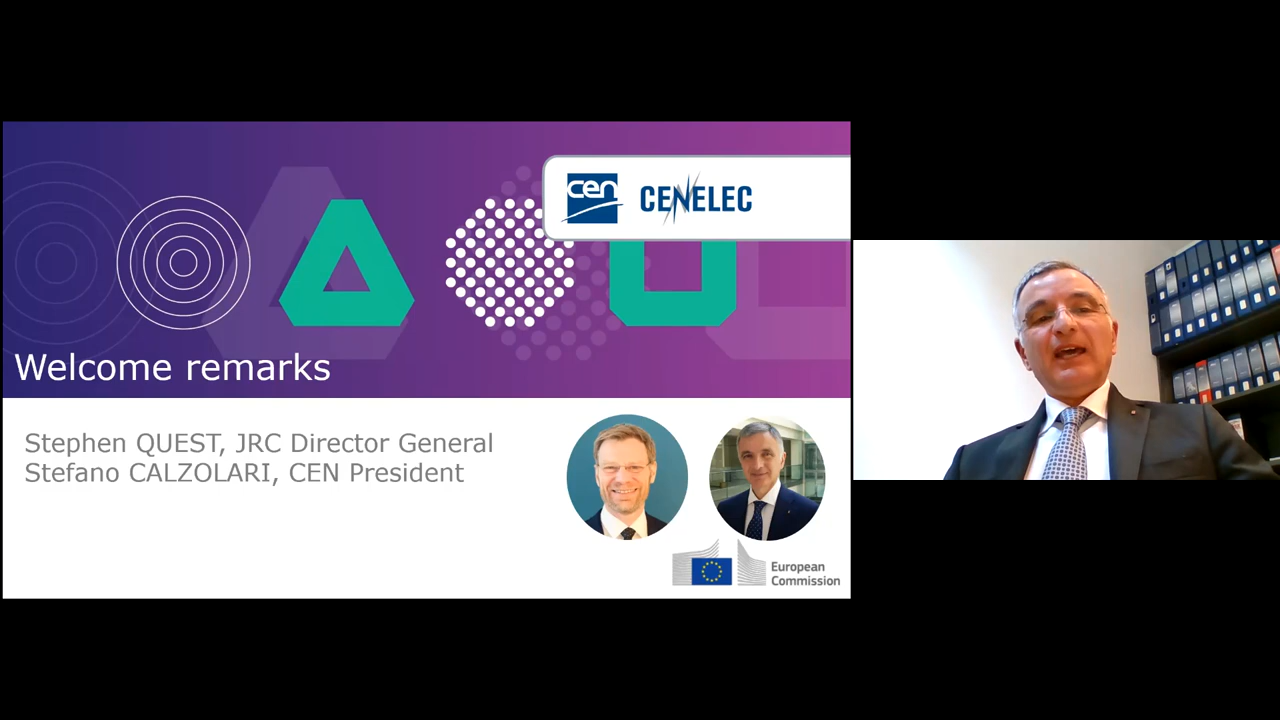 cen
CENELEC
Welcome remarks
Stephen QUEST, JRC Director General
Stefano CALZOLARI, CEN President
European
Commission